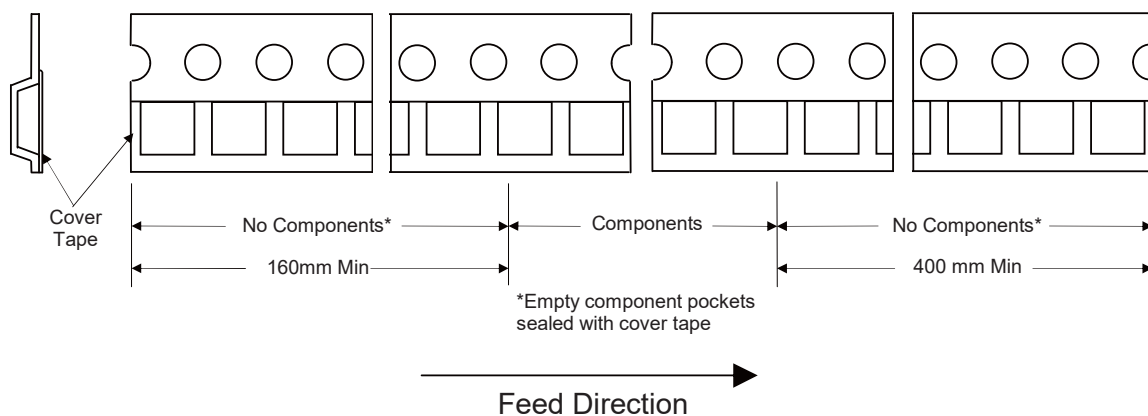 Cover
Tape
No Components*
Components
No Components*
160mm Min
400 mm Min
*Empty component pockets
sealed with cover tape
Feed Direction